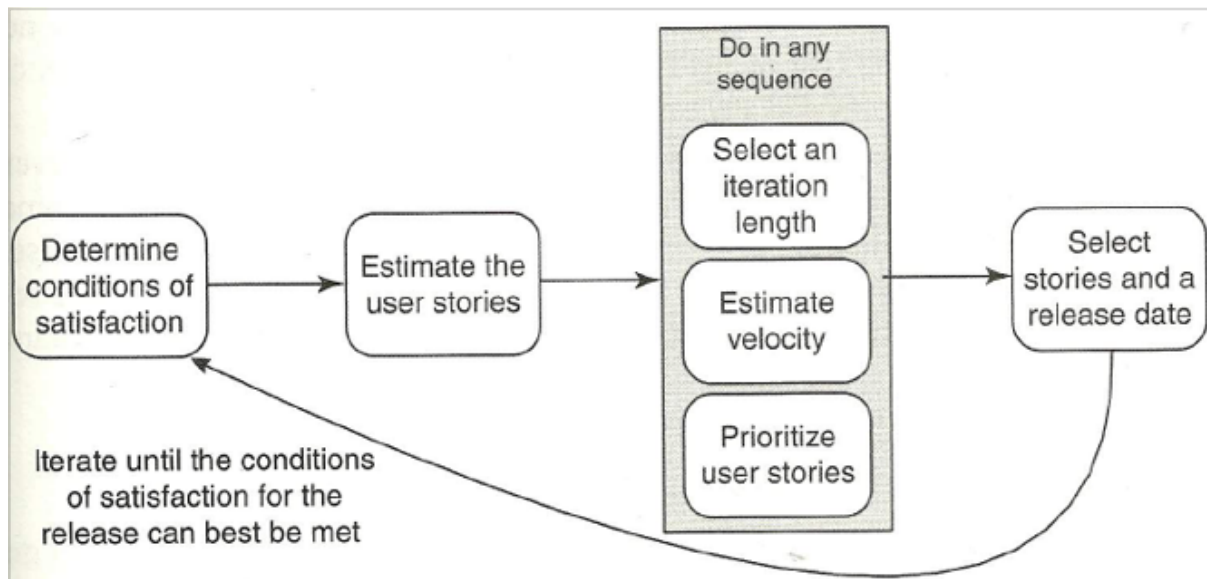 Determine
conditions of
satisfaction
Estimate the
user stories
Do in any
sequence
Select an
iteration
length
Estimate
velocity
Prioritize
user stories
Select
stories and a
release date
Iterate until the conditions
of satisfaction for the
release can best be met